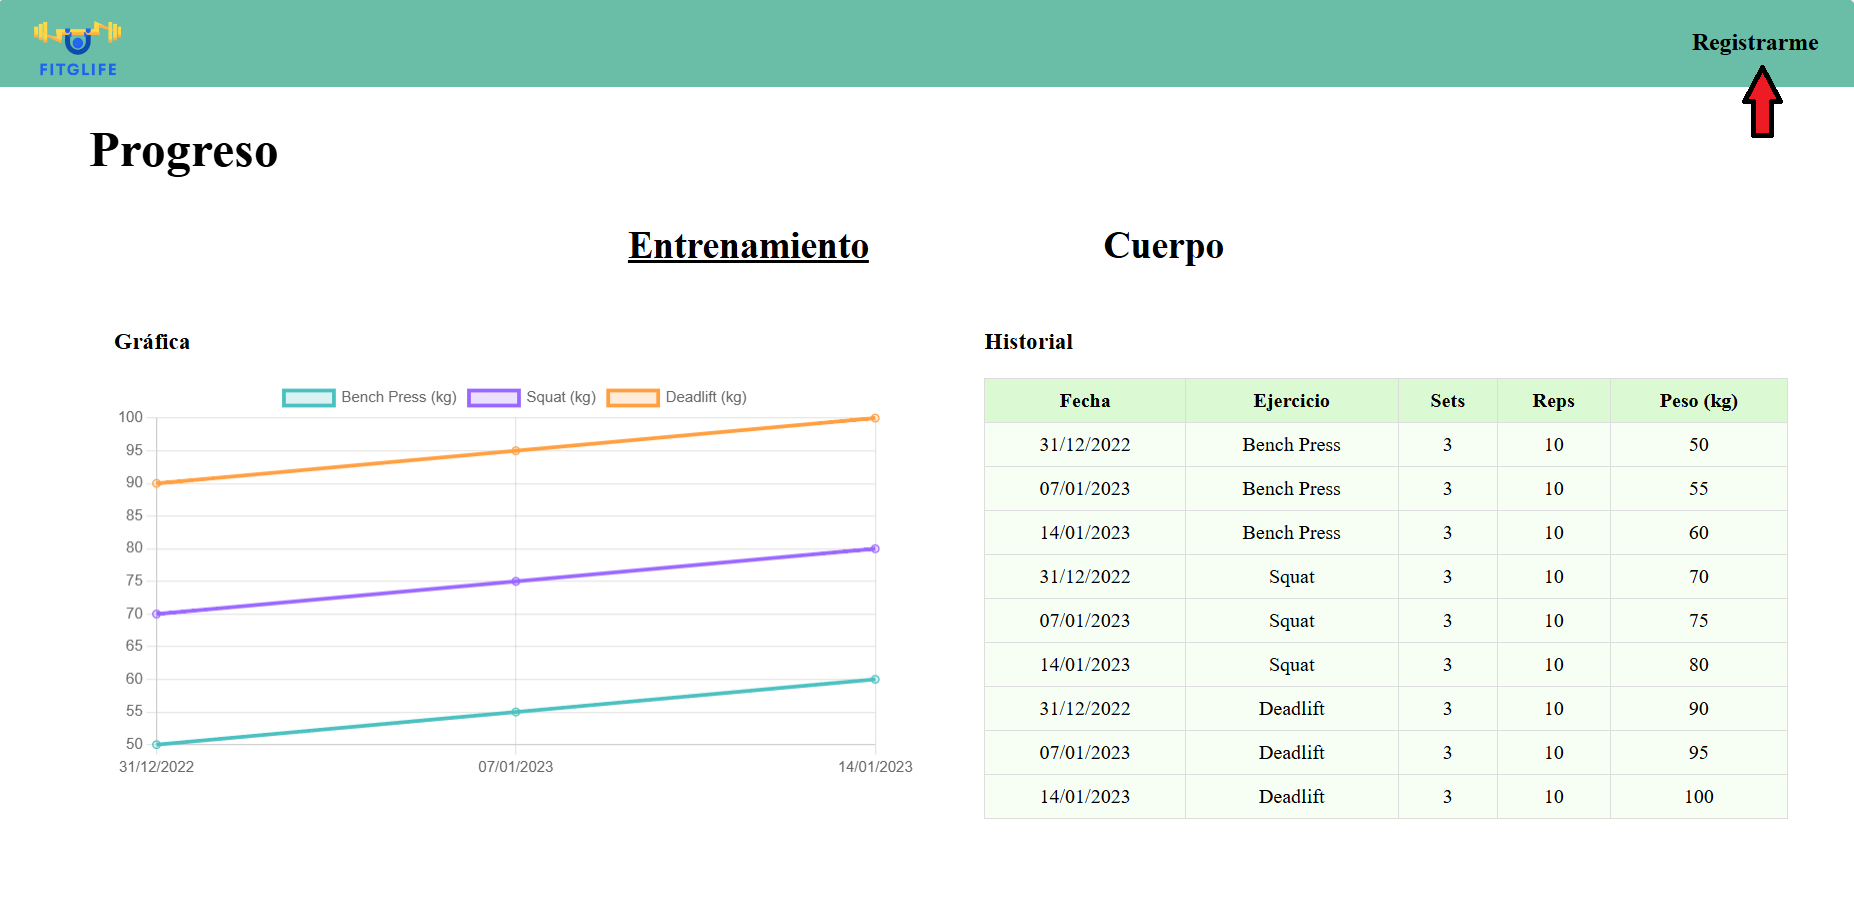 FITGLIFE
Registrarme
Progreso
Entrenamiento Cuerpo
Gráfica
Bench Press (kg) Squat (kg) Deadlift (kg)
100
95
90
85
80
75
70
65
60
55
50
31/12/2022 07/01/2023 14/01/2023
Historial
Fecha Ejercicio Sets Reps Peso (kg)
31/12/2022 Bench Press 3 10 50
07/01/2023 Bench Press 3 10 55
14/01/2023 Bench Press 3 10 60
31/12/2022 Squat 3 10 70
07/01/2023 Squat 3 10 75
14/01/2023 Squat 3 10 80
31/12/2022 Deadlift 3 10 90
07/01/2023 Deadlift 3 10 95
14/01/2023 Deadlift 3 10 100